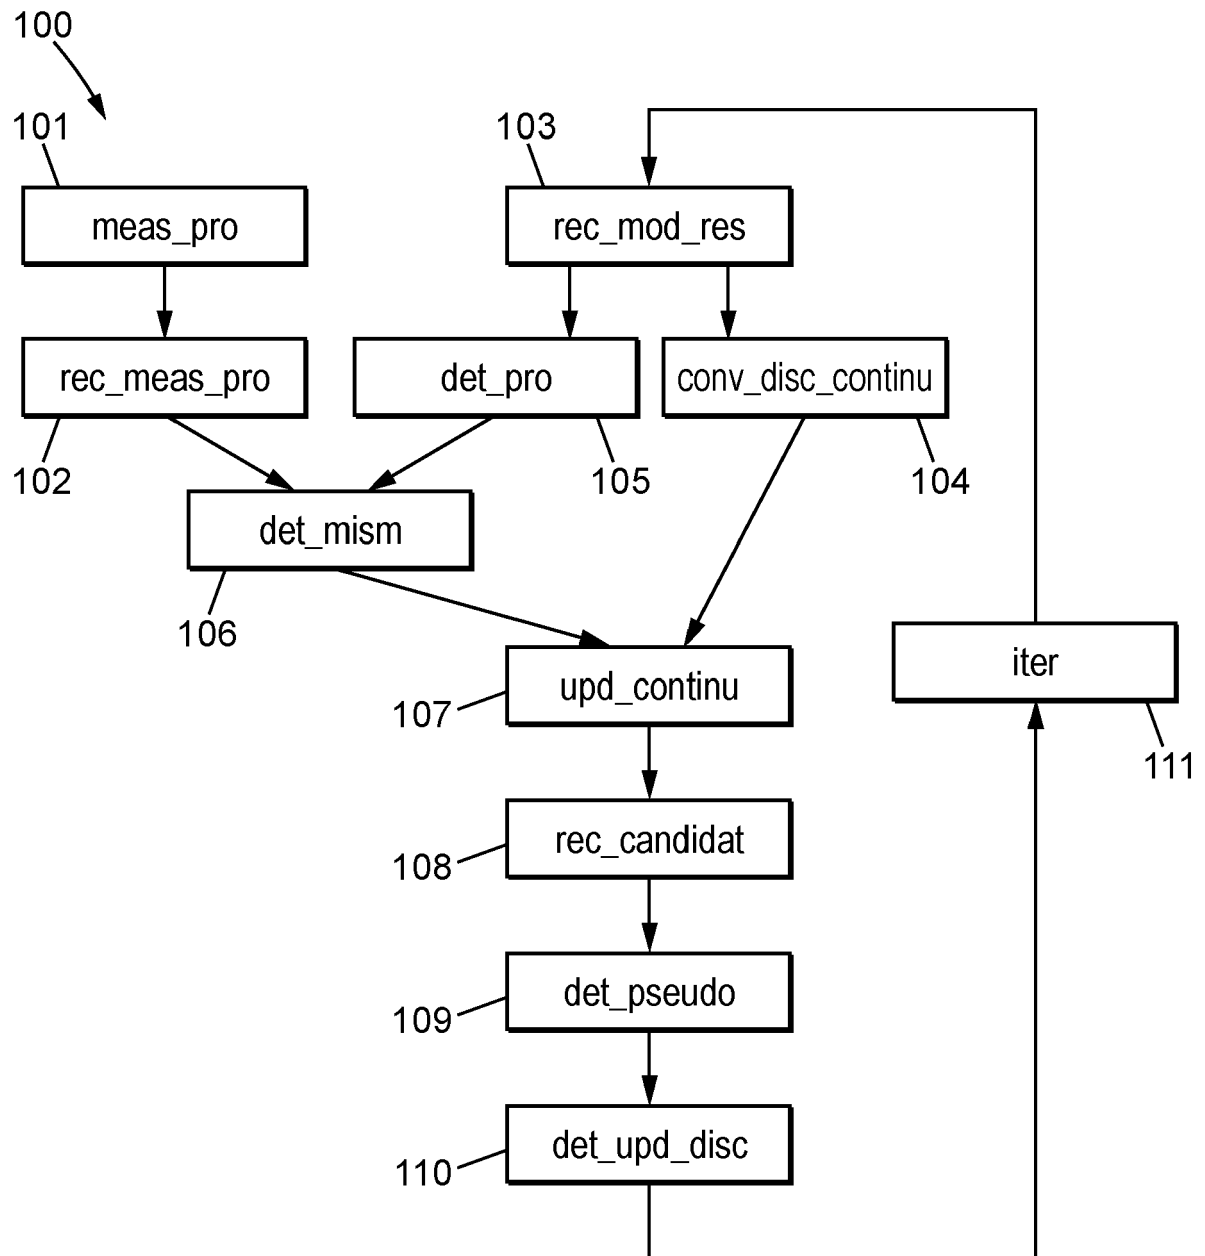 100
101
103
meas_pro
rec_mod_res
rec_meas_pro
det_pro
conv_disc_continu
102
105
104
det_mism
106
iter
upd_continu
107
111
rec_candidat
108
det_pseudo
109
det_upd_disc
110